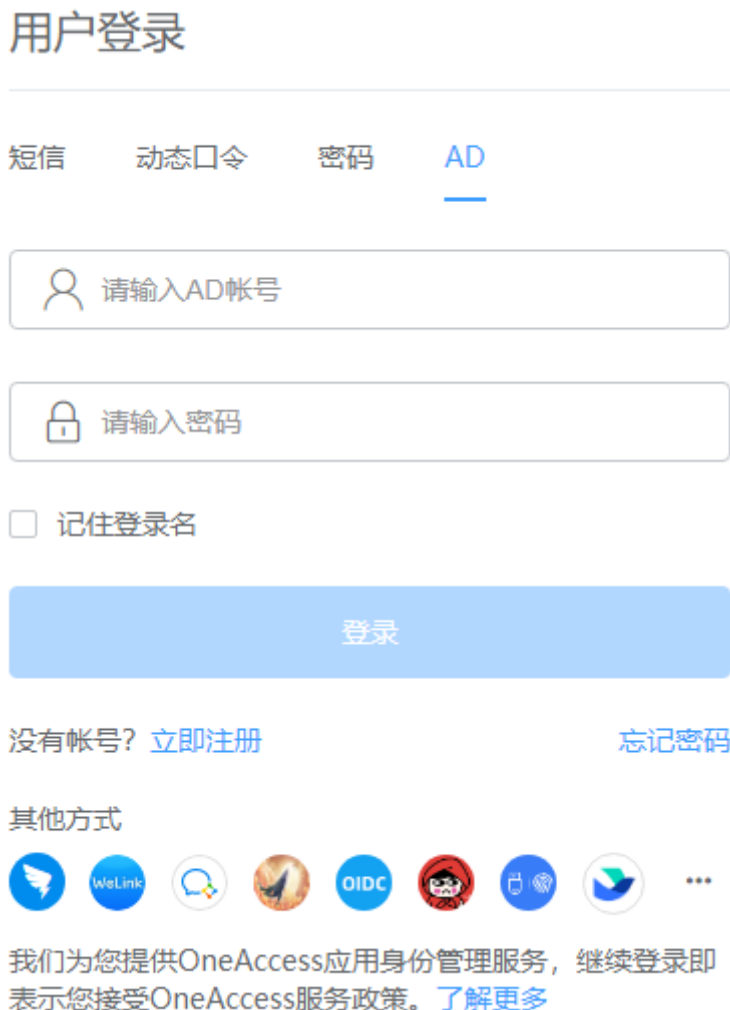 用户登录
短信 动态口令 密码 AD
请输入AD帐号
请输入密码
记住登录名
登录
没有帐号? 立即注册 忘记密码
其他方式
WeLink OIDC
我们为您提供OneAccess应用身份管理服务，继续登录即
表示您接受OneAccess服务政策。了解更多